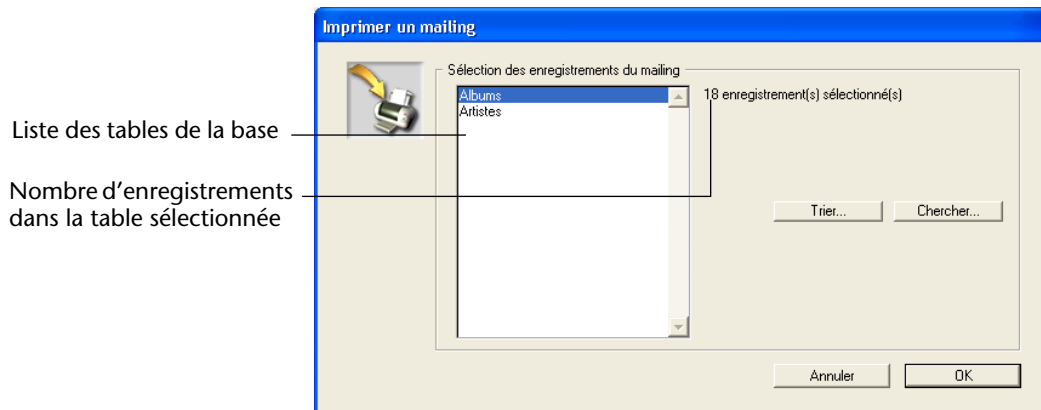 Imprimer un mailing
Sélection des enregistrements du mailing
Albums
Artistes
18 enregistrement(s) sélectionné(s)
Liste des tables de la base
Nombre d'enregistrements
dans la table sélectionnée
Trier...
Chercher...
Annuler
OK